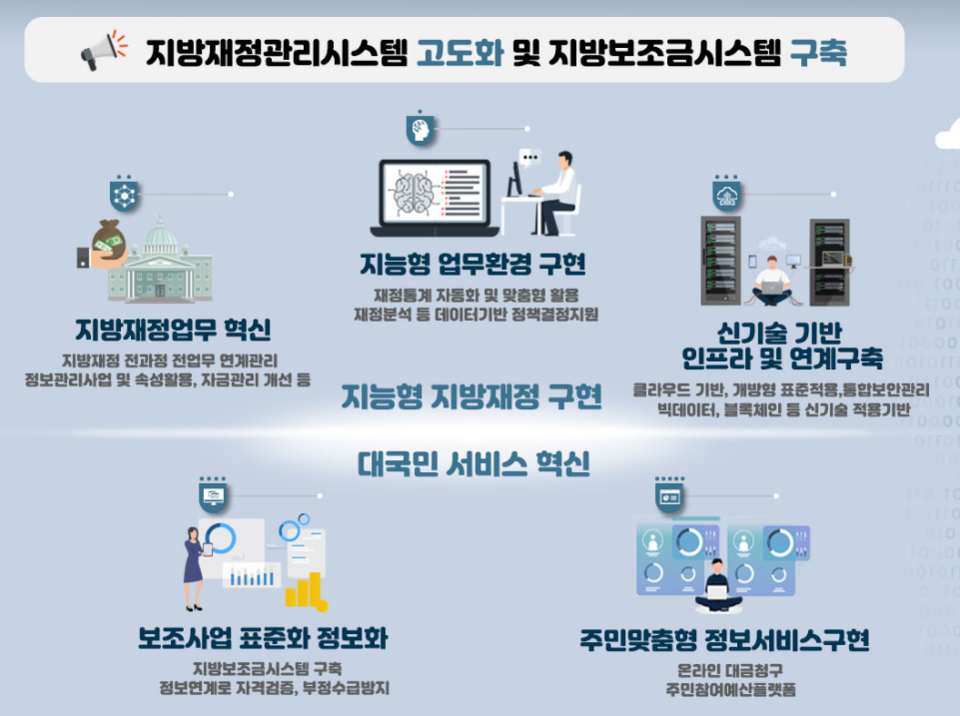 지방재정관리시스템 고도화 및 지방보조금시스템 구축
지능형 업무환경 구현
재정통계 자동화 및 맞춤형 활용
재정분석 등 데이터기반 정책결정지원
지방재정업무 혁신
지방재정 전과정 전업무 연계관리
정보관리사업 및 속성활용, 자금관리 개선 등
신기술 기반
인프라 및 연계구축
클라우드 기반, 개방형 표준적용,통합보안관리
빅데이터, 블록체인 등 신기술 적용기반
지능형 지방재정 구현
대국민 서비스 혁신
보조사업 표준화 정보화
지방보조금시스템 구축
정보연계로 자격검증, 부정수급방지
주민맞춤형 정보서비스구현
온라인 대금청구
주민참여예산플랫폼